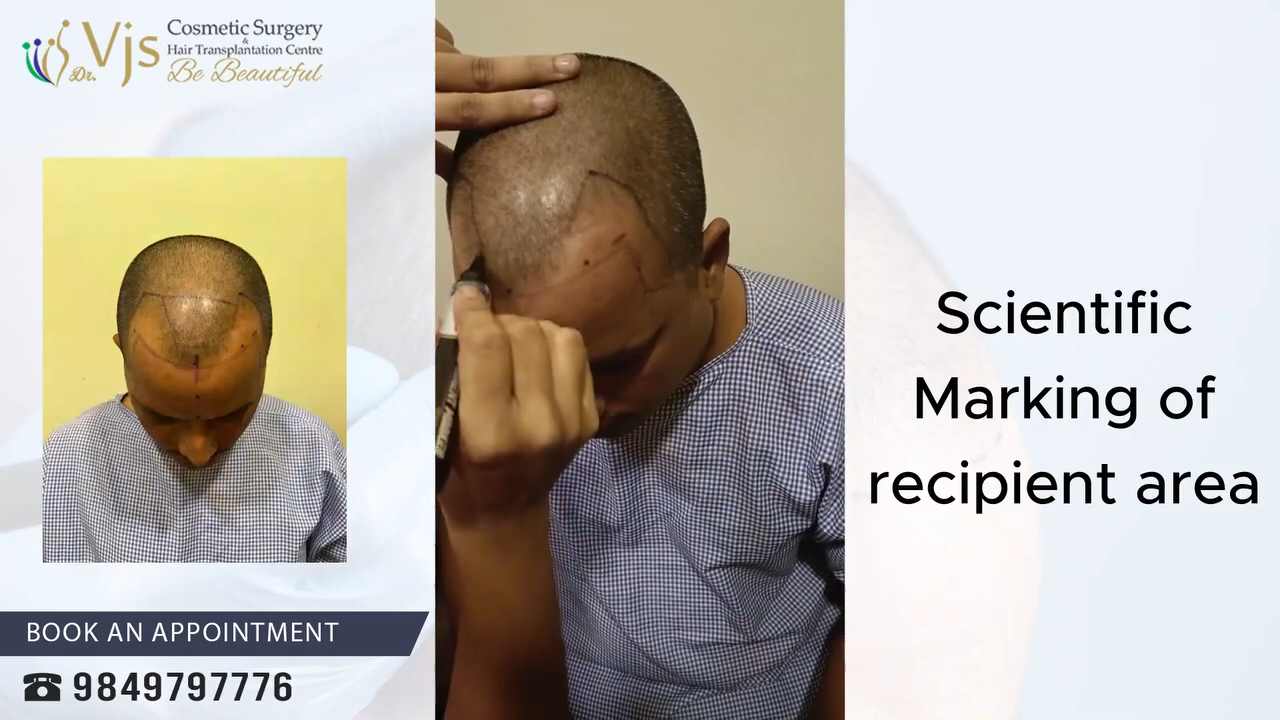 Dr. Vjs
Cosmetic Surgery
&
Hair Transplantation Centre
Be Beautiful
Scientific
Marking of
recipient area
BOOK AN APPOINTMENT
9849797776